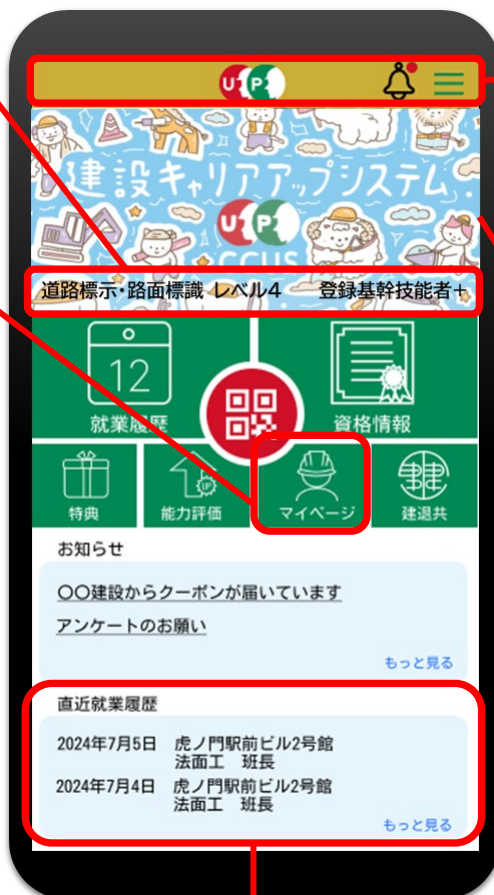 UP!
建設キャリアアップシステム
UP!
CCUS
道路標示・路面標識 レベル4 登録基幹技能者+
12
就業履歴
資格情報
特典
UP
能力評価
マイページ
建退共
お知らせ
〇〇建設からクーポンが届いています
アンケートのお願い
もっと見る
直近就業履歴
2024年7月5日 虎ノ門駅前ビル2号館
法面工 班長
2024年7月4日 虎ノ門駅前ビル2号館
法面工 班長
もっと見る